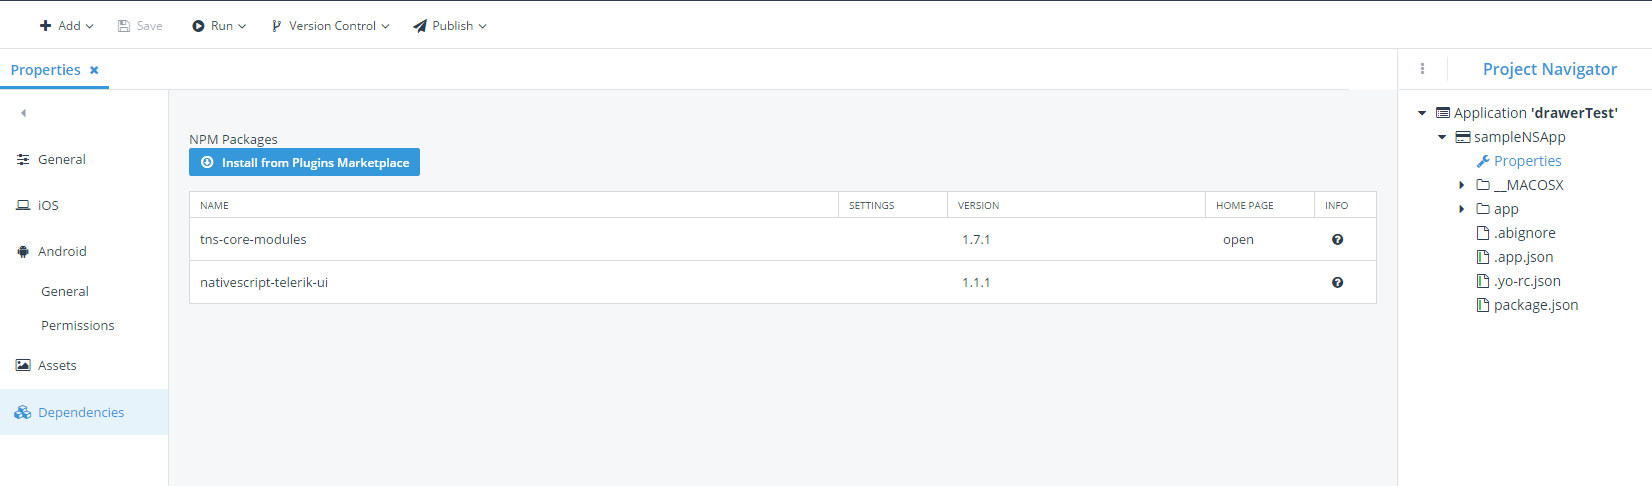 Add
Save
Run
Version Control
Publish
Properties
Project Navigator
General
iOS
Android
General
Permissions
Assets
Dependencies
NPM Packages
Install from Plugins Marketplace
NAME SETTINGS VERSION HOME PAGE INFO
tns-core-modules 1.7.1 open
nativescript-telerik-ui 1.1.1
Application 'drawerTest'
sampleNSApp
Properties
__MACOSX
app
.abignore
.app.json
.yo-rc.json
package.json